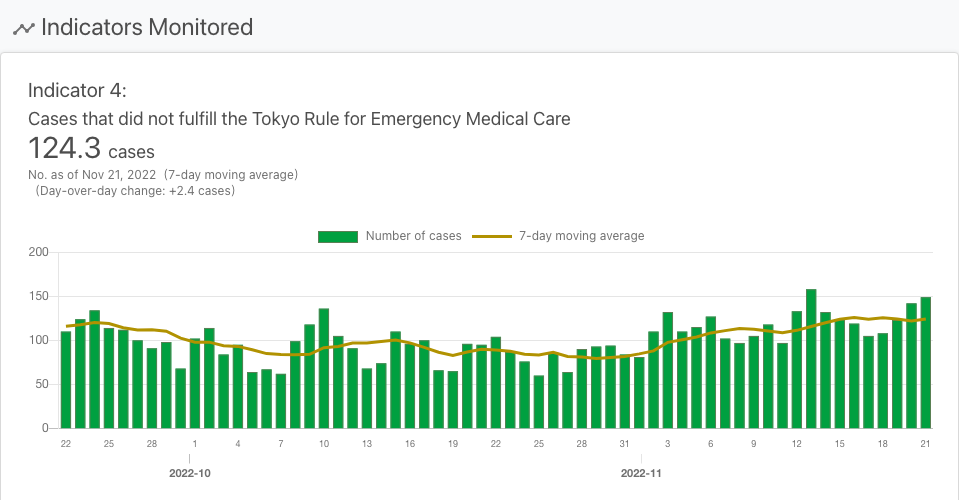 Indicators Monitored
Indicator 4:
Cases that did not fulfill the Tokyo Rule for Emergency Medical Care
124.3 cases
No. as of Nov 21, 2022 (7-day moving average)
(Day-over-day change: +2.4 cases)
Number of cases 7-day moving average
200
150
100
50
0
22 25 28 1 4 7 10 13 16 19 22 25 28 31 3 6 9 12 15 18 21
2022-10 2022-11